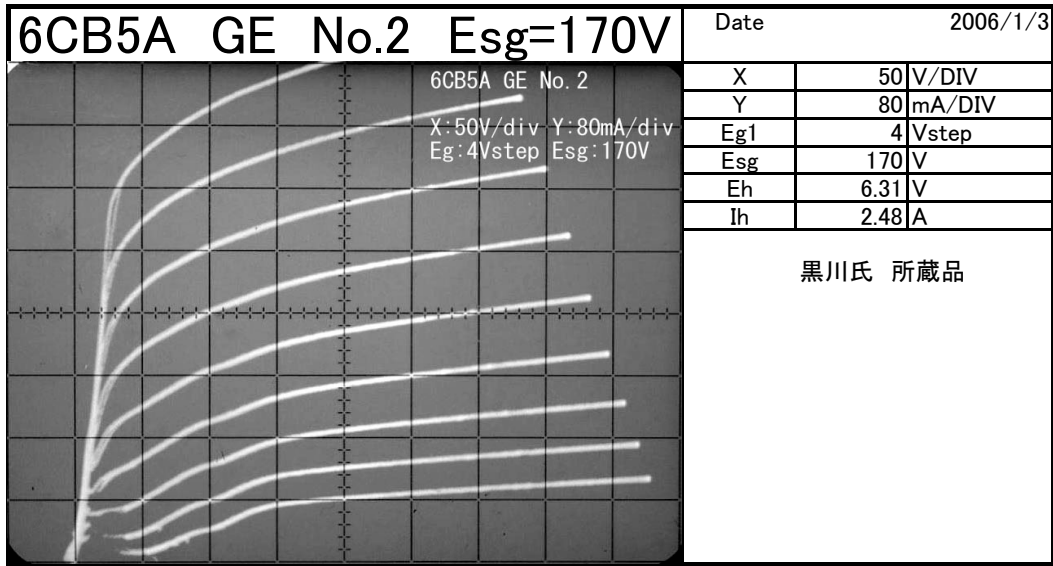 6CB5A GE No.2 Esg=170V
Date 2006/1/3
6CB5A GE No.2
X:50V/div Y:80mA/div
Eg:4Vstep Esg:170V
X 50 V/DIV
Y 80 mA/DIV
Eg1 4 Vstep
Esg 170 V
Eh 6.31 V
Ih 2.48 A
黒川氏 所蔵品